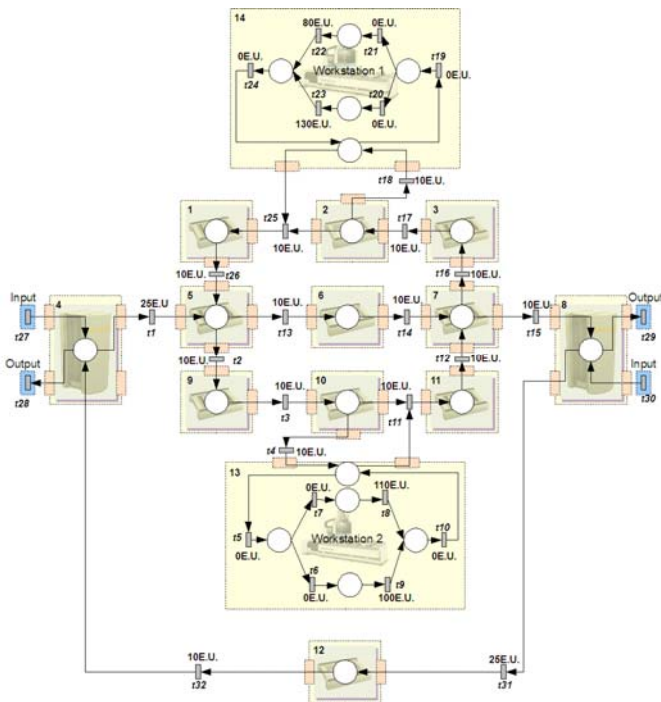 14
80E.U. 0E.U.
t22 t21
0E.U. Workstation 1 t19
0E.U.
t24 t23 t20
130E.U. 0E.U.
t18 10E.U.
1 t25 2 t17 3
10E.U. 10E.U.
10E.U. t26 t16 10E.U.
Input 4 25E.U 5 10E.U. 6 10E.U. 7 10E.U. 8 Output
t27 t1 t13 t14 t15 t29
Output 10E.U. t2 t12 10E.U. Input
t28 t30
9 10E.U. 10 10E.U. 11
t3 t11
t4 10E.U.
13
0E.U. 110E.U.
t7 t8
t5 Workstation 2 t10
0E.U. t6 t9 0E.U.
0E.U. 100E.U.
12
10E.U. 25E.U.
t32 t31